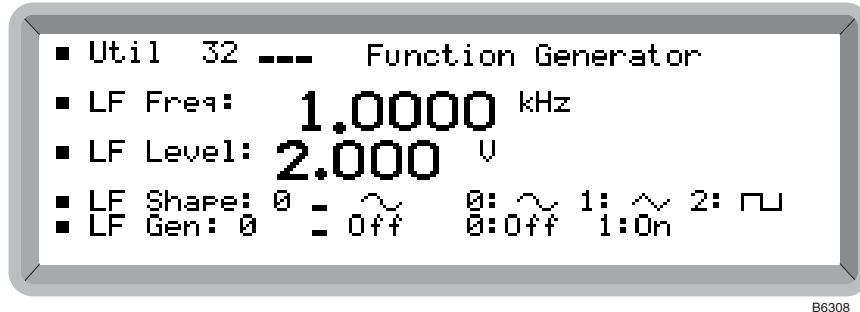 ▪ Util 32 --- Function Generator
▪ LF Freq: 1.0000 kHz
▪ LF Level: 2.000 V
▪ LF Shape: 0 _ ∿ 0: ∿ 1: 〈triangle〉 2: ⊓⊔
▪ LF Gen: 0 _ Off 0:Off 1:On
B6308